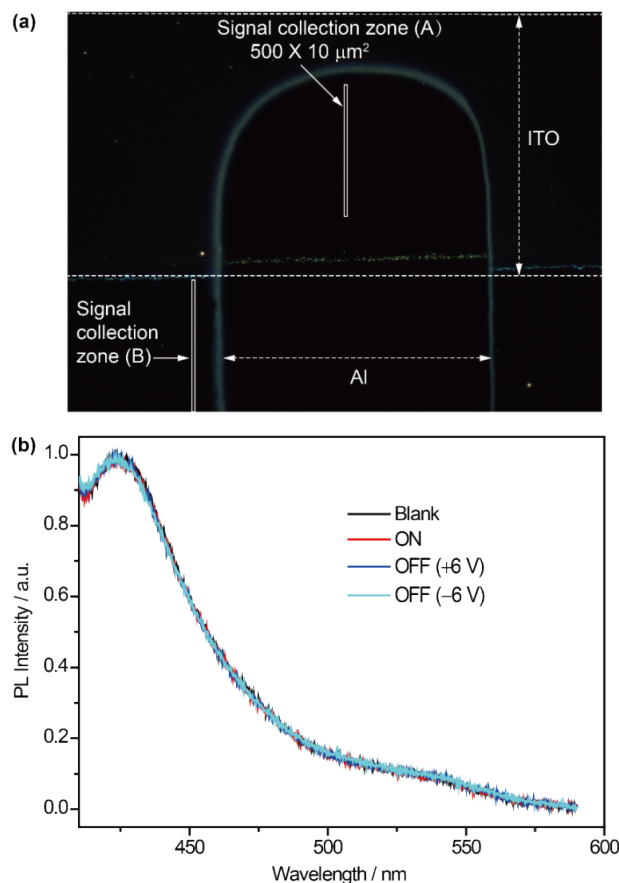 (a)
Signal collection zone (A)
500 X 10 μm²
ITO
Signal
collection
zone (B)
Al
(b)
1.0
0.8
0.6
0.4
0.2
0.0
PL Intensity / a.u.
Blank
ON
OFF (+6 V)
OFF (−6 V)
450
500
550
600
Wavelength / nm